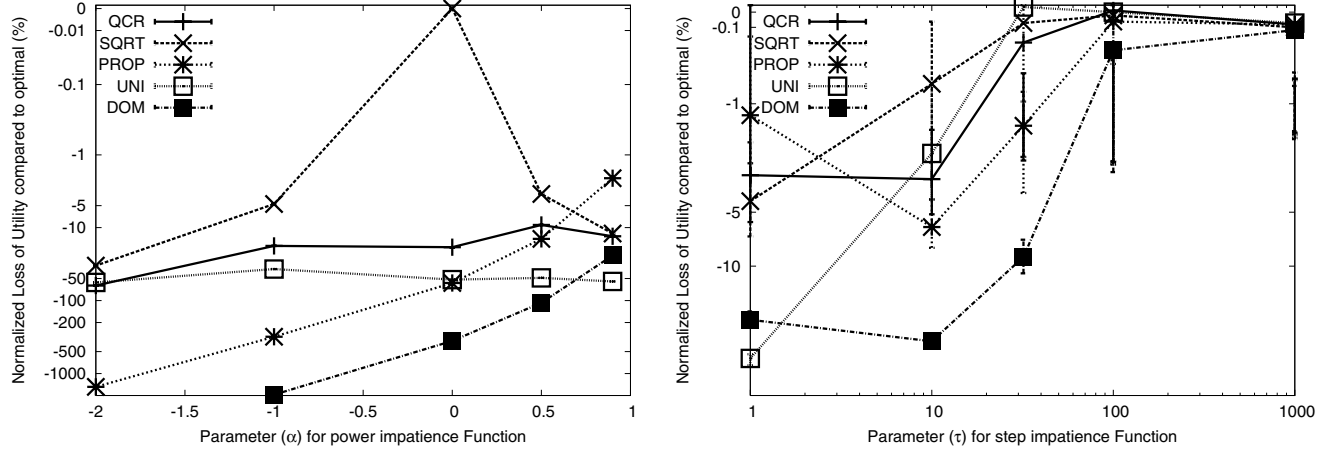 Normalized Loss of Utility compared to optimal (%)
0
-0.01
-0.1
-1
-5
-10
-50
-100
-200
-500
-1000
QCR
SQRT
PROP
UNI
DOM
-2
-1.5
-1
-0.5
0
0.5
1
Parameter (α) for power impatience Function
Normalized Loss of Utility compared to optimal (%)
0
-0.1
-1
-5
-10
QCR
SQRT
PROP
UNI
DOM
1
10
100
1000
Parameter (τ) for step impatience Function